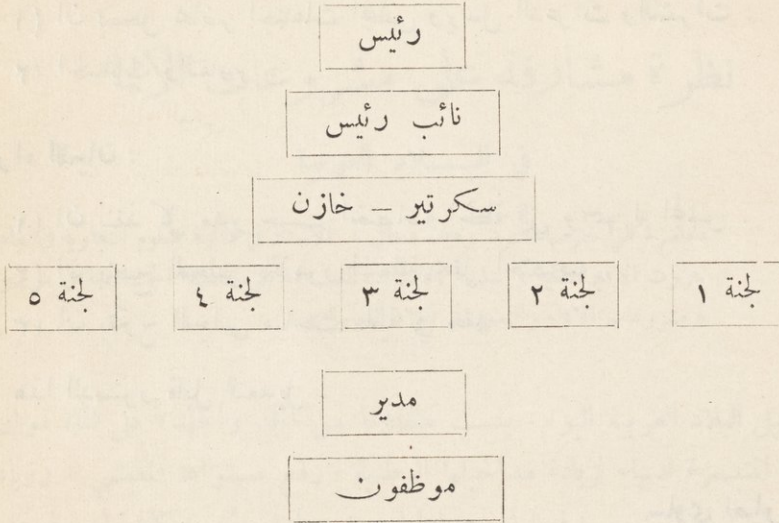 رئيس
نائب رئيس
سكرتير – خازن
لجنة ١ لجنة ٢ لجنة ٣ لجنة ٤ لجنة ٥
مدير
موظفون